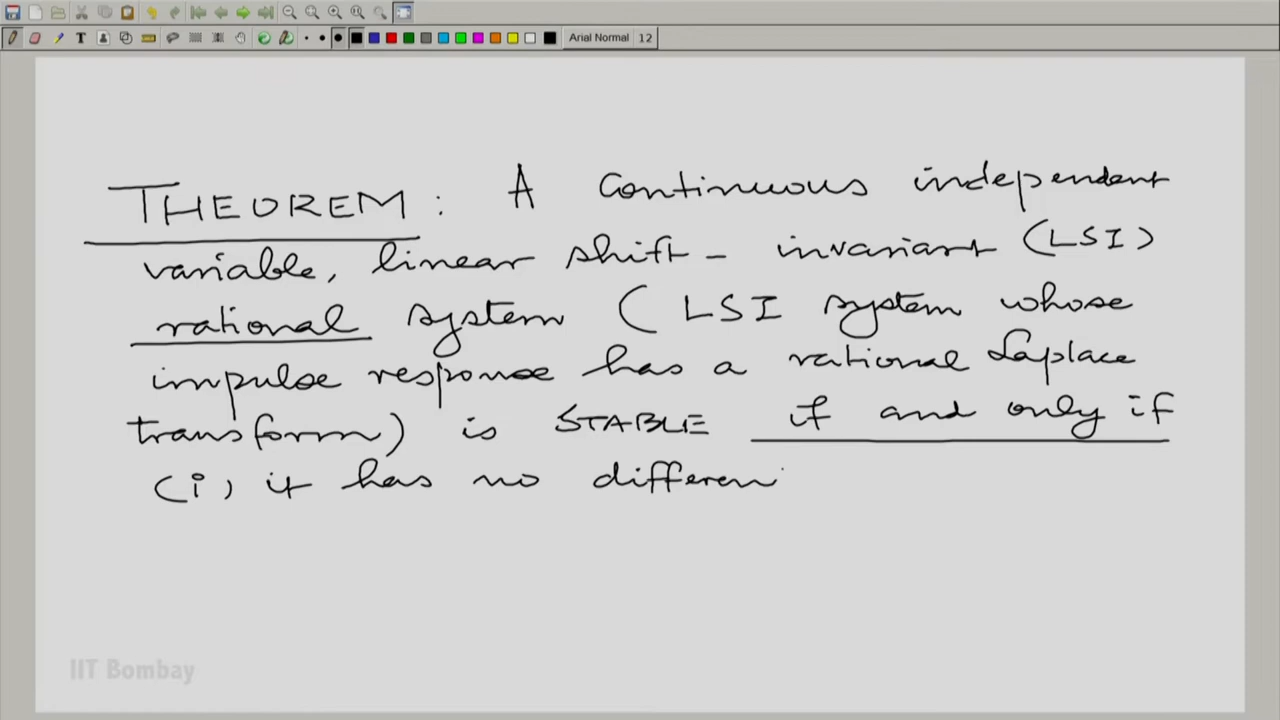 Arial Normal 12
THEOREM: A continuous independent
variable, linear shift-invariant (LSI)
rational system (LSI system whose
impulse response has a rational Laplace
transform) is STABLE if and only if
(i) it has no differen
IIT Bombay